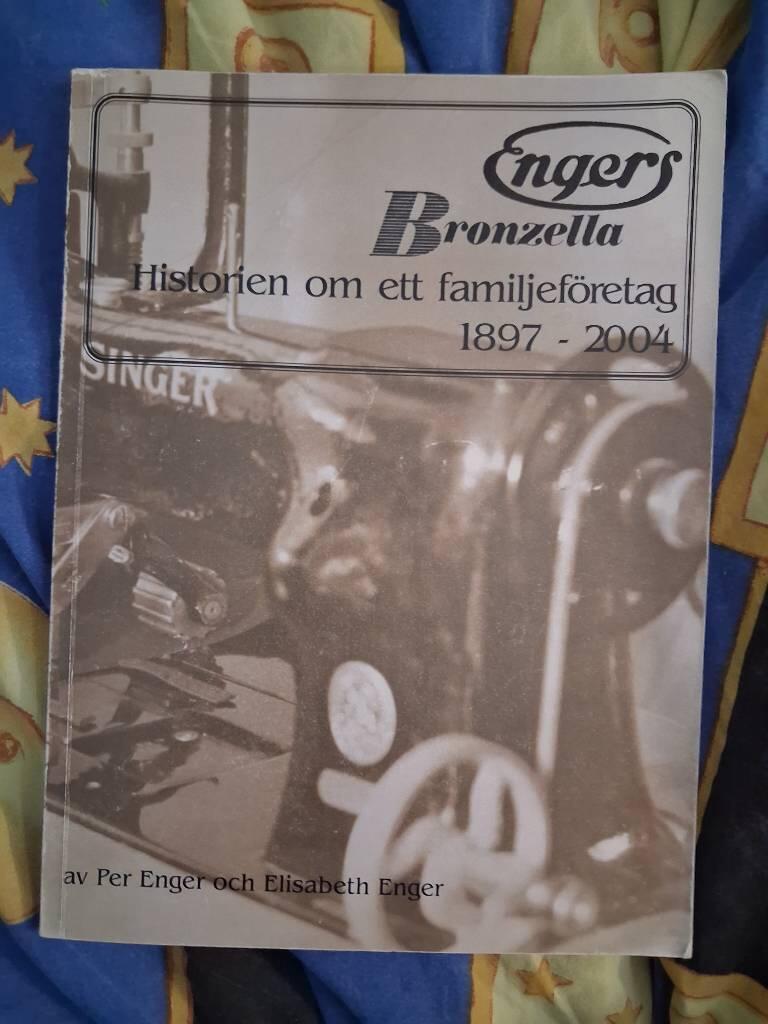 Engers
Bronzella
Historien om ett familjeföretag
1897 - 2004
SINGER
av Per Enger och Elisabeth Enger